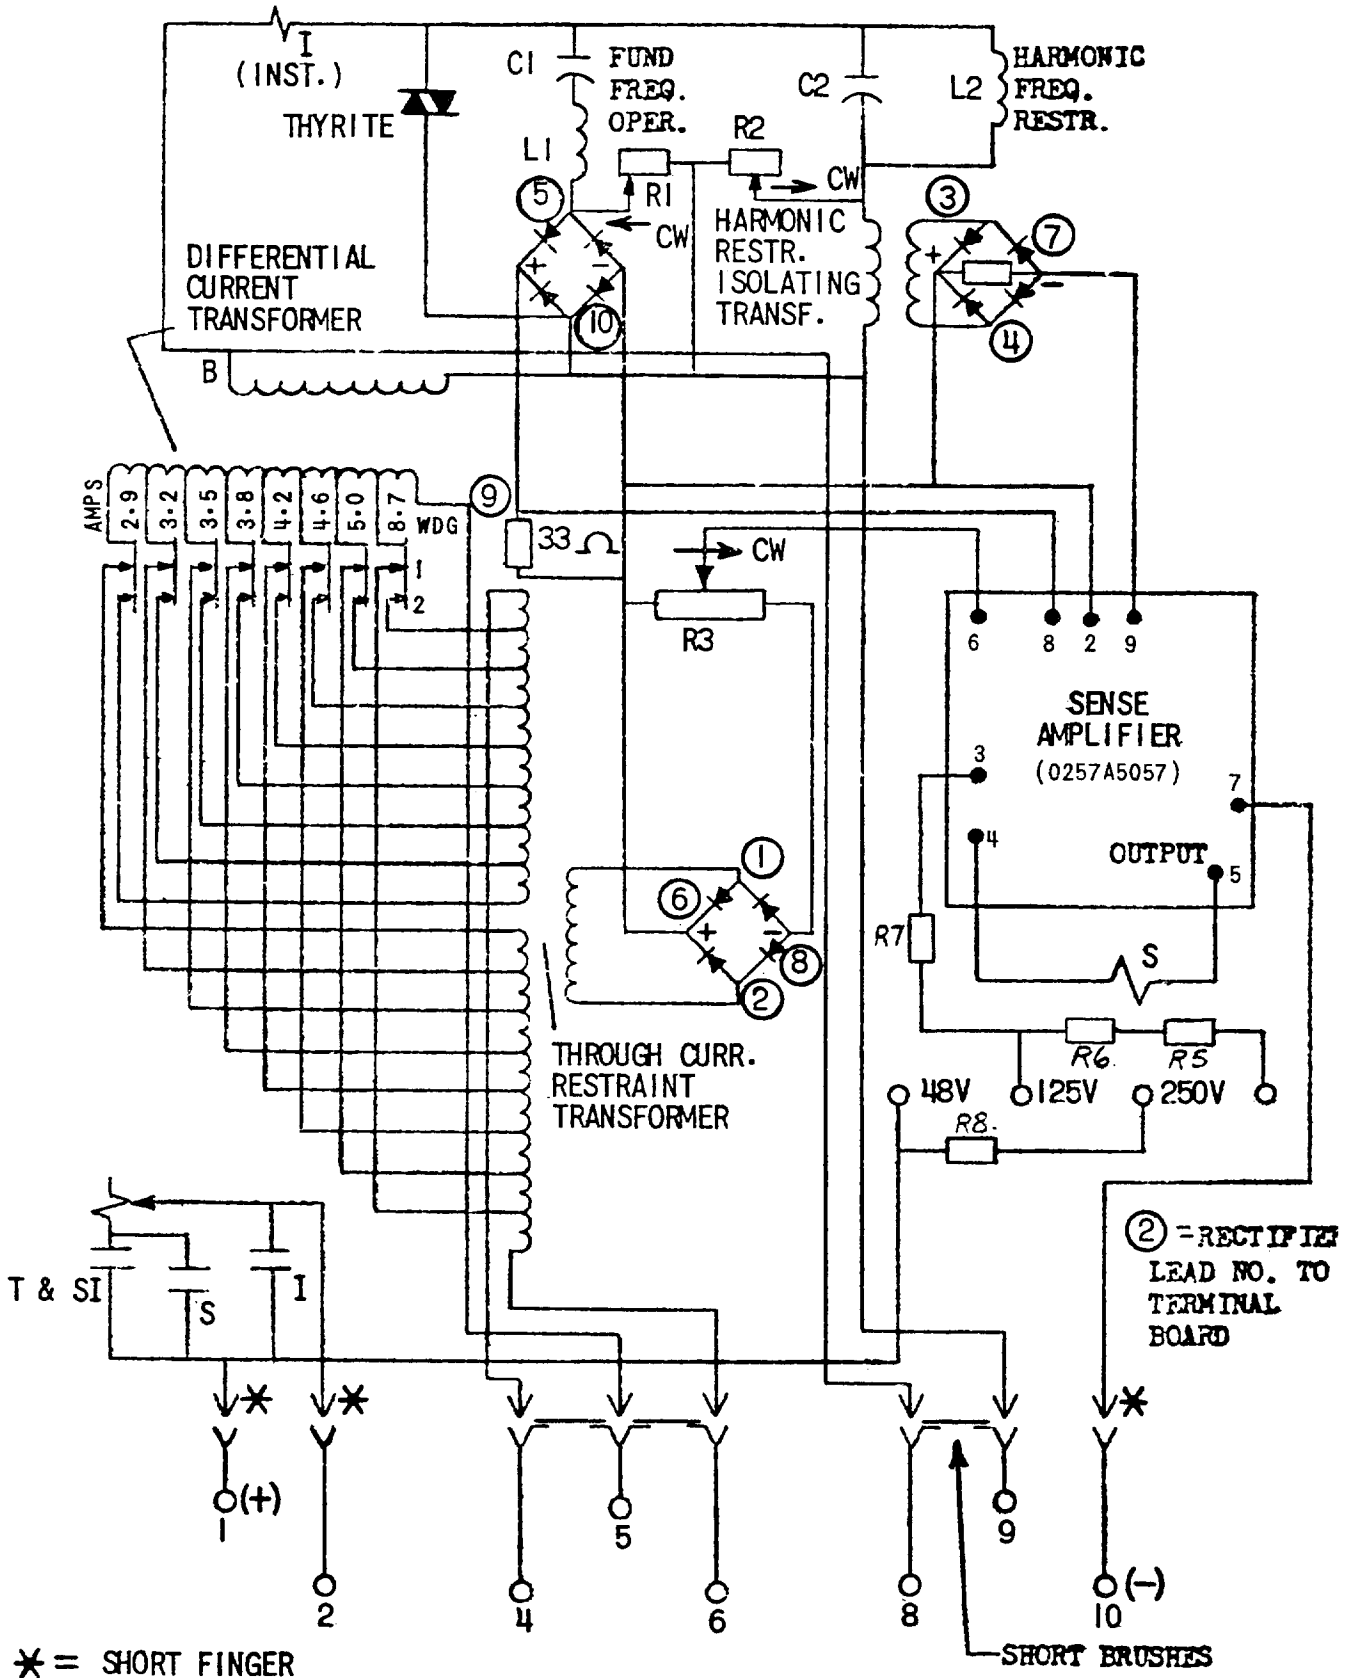 I
(INST.)
THYRITE
C1
FUND
FREQ.
OPER.
L1
C2
L2
HARMONIC
FREQ.
RESTR.
R2
CW
R1
CW
5
10
+
-
HARMONIC
RESTR.
ISOLATING
TRANSF.
3
7
+
-
4
DIFFERENTIAL
CURRENT
TRANSFORMER
B
AMPS
2.9
3.2
3.5
3.8
4.2
4.6
5.0
8.7
WDG
1
2
9
33 Ω
CW
R3
6
8
2
9
SENSE
AMPLIFIER
(0257A5057)
3
7
4
OUTPUT
5
1
6
+
-
8
2
R7
S
THROUGH CURR.
RESTRAINT
TRANSFORMER
R6.
R5
48V
125V
250V
R8.
2 =RECTIFIER
LEAD NO. TO
TERMINAL
BOARD
T & SI
S
I
*
*
*
(+)
1
2
4
5
6
8
9
10
(-)
SHORT BRUSHES
* = SHORT FINGER